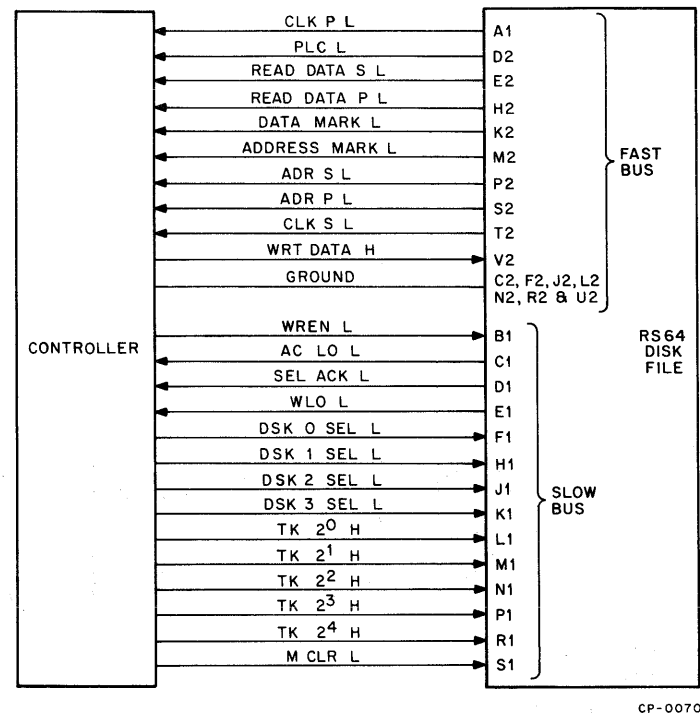 CLK P L A1
PLC L D2
READ DATA S L E2
READ DATA P L H2
DATA MARK L K2
ADDRESS MARK L M2
FAST
BUS
ADR S L P2
ADR P L S2
CLK S L T2
WRT DATA H V2
GROUND C2, F2, J2, L2
N2, R2 & U2
WREN L B1
CONTROLLER
RS64
DISK
FILE
AC LO L C1
SEL ACK L D1
WLO L E1
DSK 0 SEL L F1
DSK 1 SEL L H1
DSK 2 SEL L J1
SLOW
BUS
DSK 3 SEL L K1
TK 2⁰ H L1
TK 2¹ H M1
TK 2² H N1
TK 2³ H P1
TK 2⁴ H R1
M CLR L S1
CP-0070